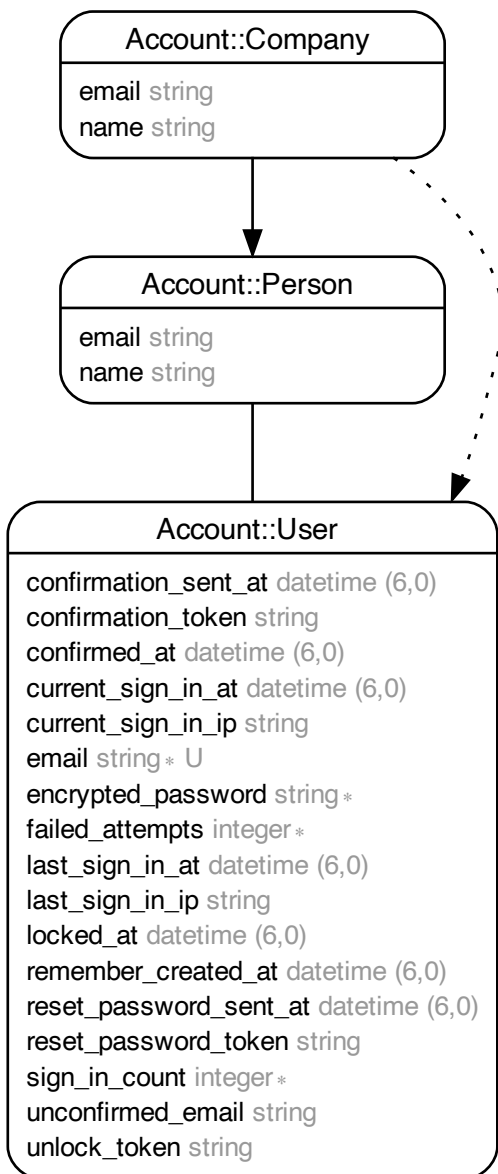 Account::Company
email string
name string
Account::Person
email string
name string
Account::User
confirmation_sent_at datetime (6,0)
confirmation_token string
confirmed_at datetime (6,0)
current_sign_in_at datetime (6,0)
current_sign_in_ip string
email string∗ U
encrypted_password string∗
failed_attempts integer∗
last_sign_in_at datetime (6,0)
last_sign_in_ip string
locked_at datetime (6,0)
remember_created_at datetime (6,0)
reset_password_sent_at datetime (6,0)
reset_password_token string
sign_in_count integer∗
unconfirmed_email string
unlock_token string